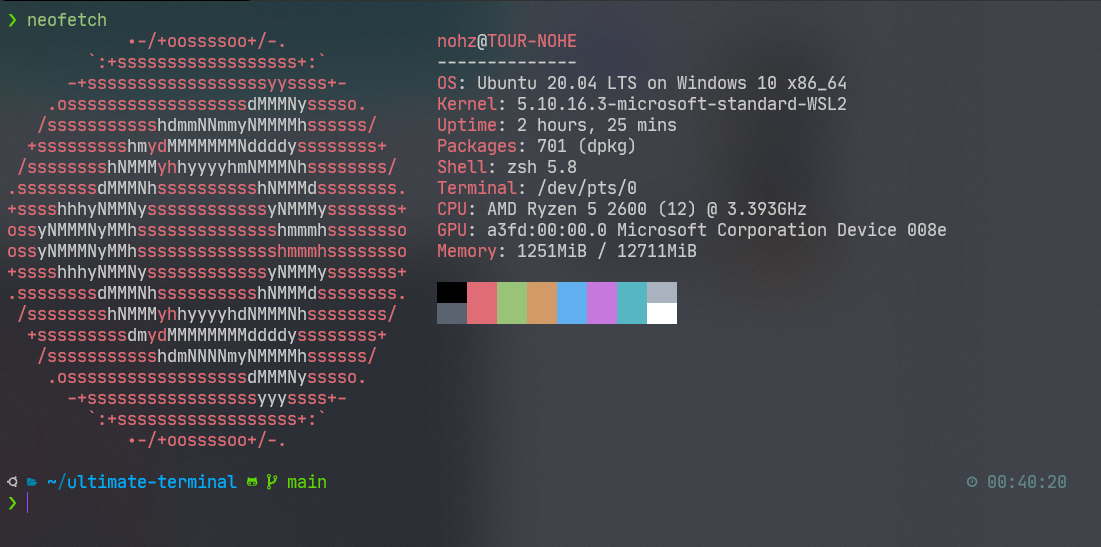 ❯ neofetch
•-/+oossssoo+/-. nohz@TOUR-NOHE
`:+ssssssssssssssssss+:` --------------
-+ssssssssssssssssssyyssss+- OS: Ubuntu 20.04 LTS on Windows 10 x86_64
.ossssssssssssssssssdMMMNysssso. Kernel: 5.10.16.3-microsoft-standard-WSL2
/ssssssssssshdmmNNmmyNMMMMhssssss/ Uptime: 2 hours, 25 mins
+ssssssssshmydMMMMMMMNddddyssssssss+ Packages: 701 (dpkg)
/sssssssshNMMMyhhyyyyhmNMMMNhssssssss/ Shell: zsh 5.8
.ssssssssdMMMNhsssssssssshNMMMdssssssss. Terminal: /dev/pts/0
+sssshhhyNMMNyssssssssssssyNMMMysssssss+ CPU: AMD Ryzen 5 2600 (12) @ 3.393GHz
ossyNMMMNyMMhsssssssssssssshmmmhssssssso GPU: a3fd:00:00.0 Microsoft Corporation Device 008e
ossyNMMMNyMMhsssssssssssssshmmmhssssssso Memory: 1251MiB / 12711MiB
+sssshhhyNMMNyssssssssssssyNMMMysssssss+
.ssssssssdMMMNhsssssssssshNMMMdssssssss.
/sssssssshNMMMyhhyyyyhdNMMMNhssssssss/
+sssssssssdmydMMMMMMMMddddyssssssss+
/ssssssssssshdmNNNNmyNMMMMhssssss/
.ossssssssssssssssssdMMMNysssso.
-+sssssssssssssssssyyyssss+-
`:+ssssssssssssssssss+:`
•-/+oossssoo+/-.
~/ultimate-terminal main 00:40:20
❯